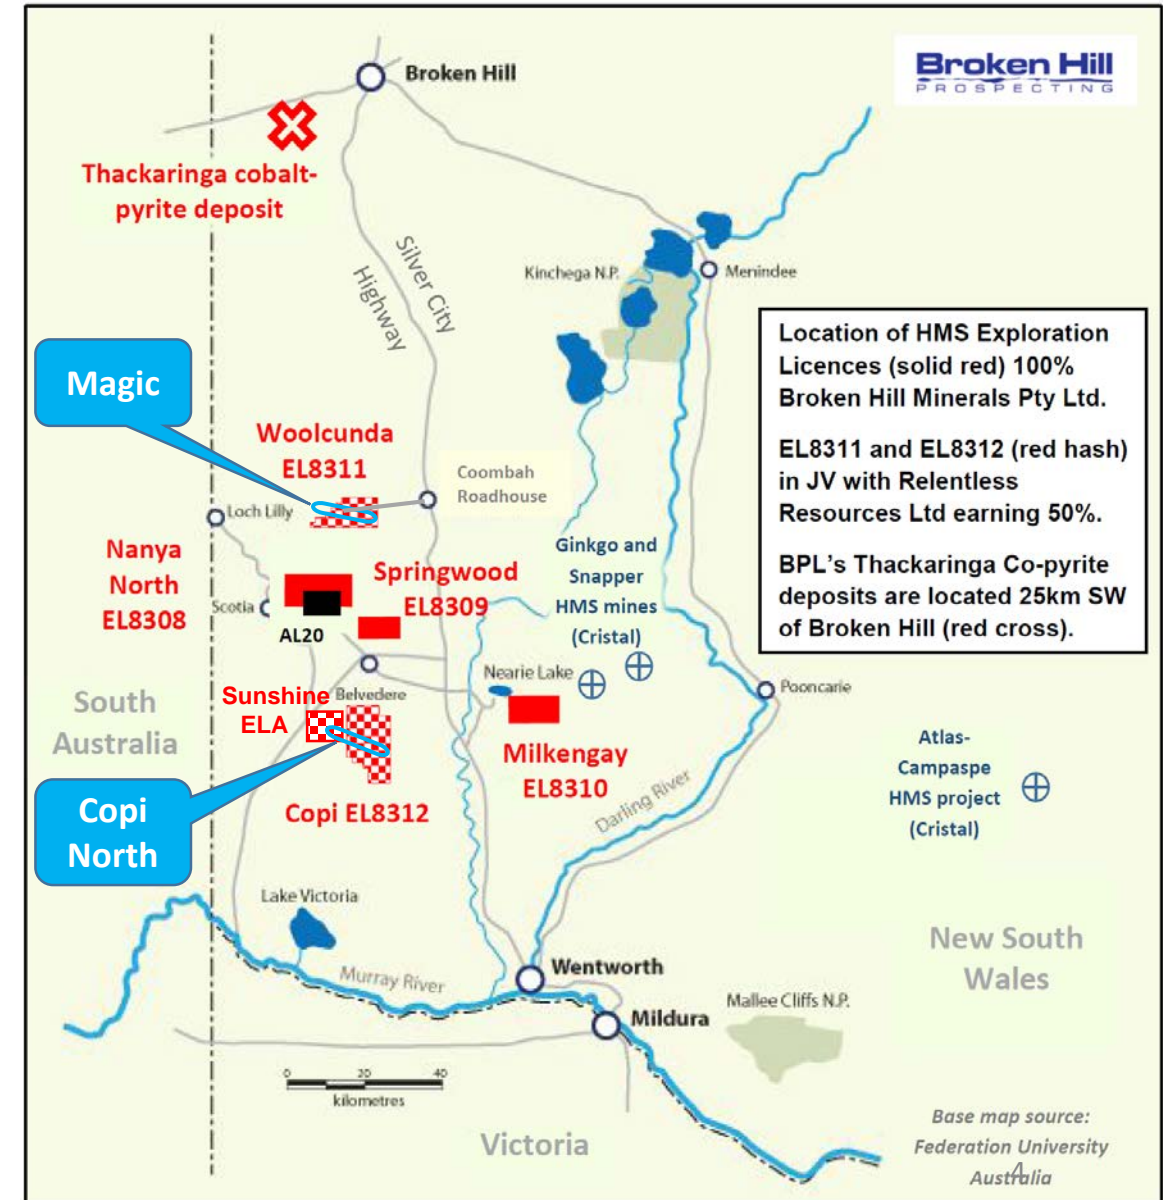 Broken Hill
PROSPECTING
Broken Hill
Thackaringa cobalt-
pyrite deposit
Silver City
Highway
Kinchega N.P.
Menindee
Location of HMS Exploration
Licences (solid red) 100%
Broken Hill Minerals Pty Ltd.
EL8311 and EL8312 (red hash)
in JV with Relentless
Resources Ltd earning 50%.
BPL's Thackaringa Co-pyrite
deposits are located 25km SW
of Broken Hill (red cross).
Magic
Woolcunda
EL8311
Coombah
Roadhouse
Loch Lilly
Nanya
North
EL8308
Scotia
AL20
Springwood
EL8309
Ginkgo and
Snapper
HMS mines
(Cristal)
Nearie Lake
Pooncarie
South
Australia
Sunshine
ELA
Belvedere
Milkengay
EL8310
Copi
North
Copi EL8312
Darling River
Atlas-
Campaspe
HMS project
(Cristal)
Lake Victoria
Murray River
Wentworth
Mildura
New South
Wales
Mallee Cliffs N.P.
0 20 40
kilometres
Victoria
Base map source:
Federation University
Australia
4